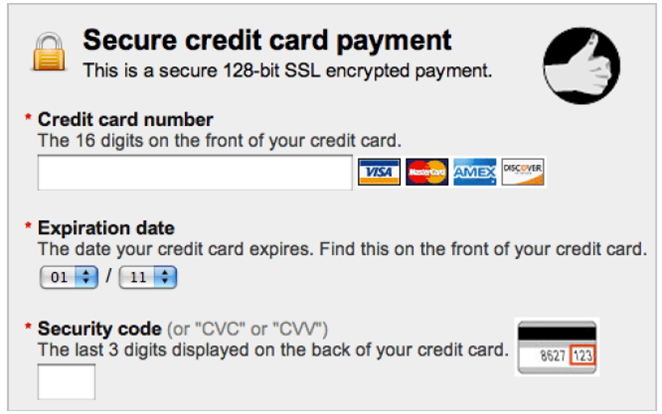 Secure credit card payment
This is a secure 128-bit SSL encrypted payment.
* Credit card number
The 16 digits on the front of your credit card.
VISA MasterCard AMEX DISCOVER
* Expiration date
The date your credit card expires. Find this on the front of your credit card.
01 / 11
* Security code (or "CVC" or "CVV")
The last 3 digits displayed on the back of your credit card.
8627 123